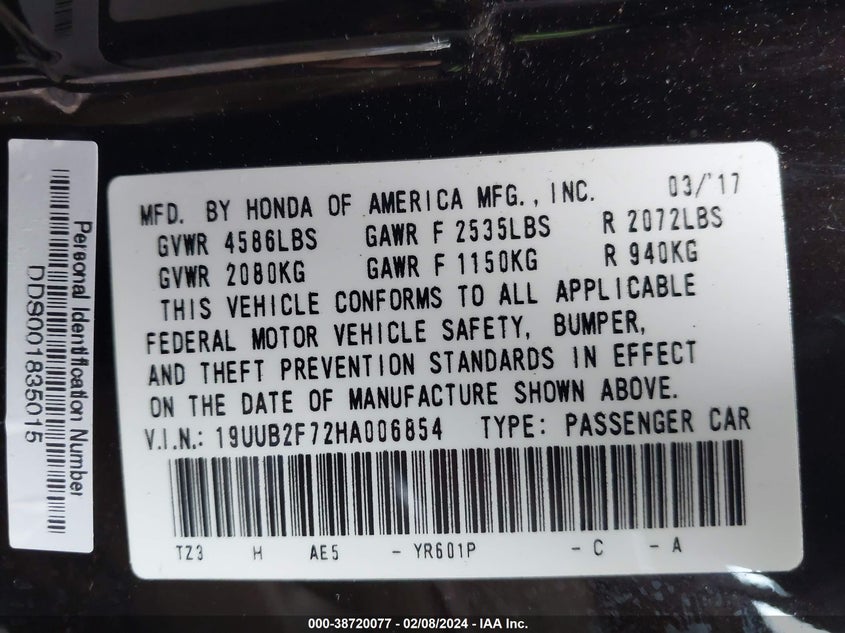 Personal Identification Number
DDS001835015
MFD. BY HONDA OF AMERICA MFG., INC. 03/'17
GVWR 4586LBS GAWR F 2535LBS R 2072LBS
GVWR 2080KG GAWR F 1150KG R 940KG
THIS VEHICLE CONFORMS TO ALL APPLICABLE
FEDERAL MOTOR VEHICLE SAFETY, BUMPER,
AND THEFT PREVENTION STANDARDS IN EFFECT
ON THE DATE OF MANUFACTURE SHOWN ABOVE.
V.I.N.: 19UUB2F72HA006854 TYPE: PASSENGER CAR
TZ3 H AE5 - YR601P - C - A
000-38720077 - 02/08/2024 - IAA Inc.